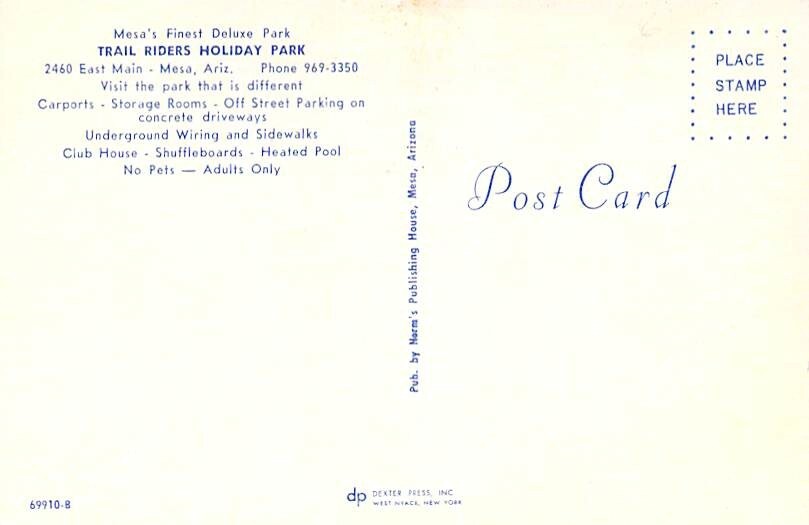 Mesa's Finest Deluxe Park
TRAIL RIDERS HOLIDAY PARK
2460 East Main - Mesa, Ariz. Phone 969-3350
Visit the park that is different
Carports - Storage Rooms - Off Street Parking on
concrete driveways
Underground Wiring and Sidewalks
Club House - Shuffleboards - Heated Pool
No Pets — Adults Only
Pub. by Norm's Publishing House, Mesa, Arizona
PLACE
STAMP
HERE
Post Card
69910-B
dp DEXTER PRESS, INC
WEST NYACK, NEW YORK